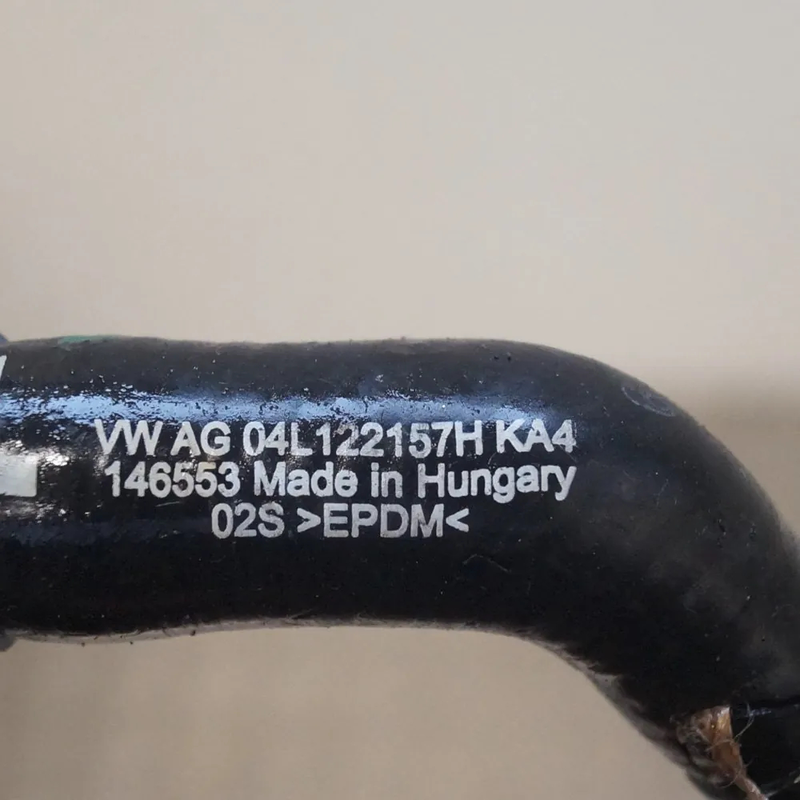 VW AG 04L122157H KA4
146553 Made in Hungary
02S >EPDM<